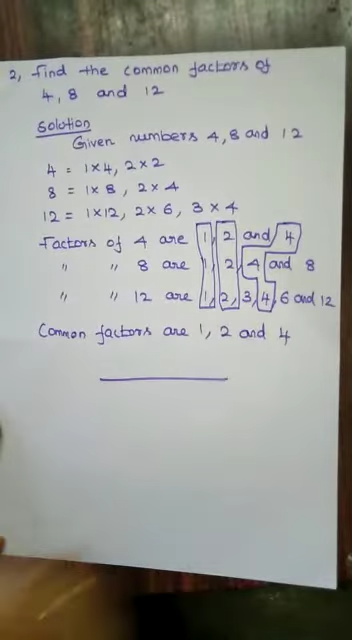 2, Find the common factors of
4, 8 and 12
Solotion
Given numbers 4, 8 and 12
4 = 1×4, 2×2
8 = 1×8, 2×4
12 = 1×12, 2×6, 3×4
Factors of 4 are 1, 2 and 4
" " 8 are 1, 2, 4 and 8
" " 12 are 1, 2, 3, 4, 6 and 12
Common factors are 1, 2 and 4